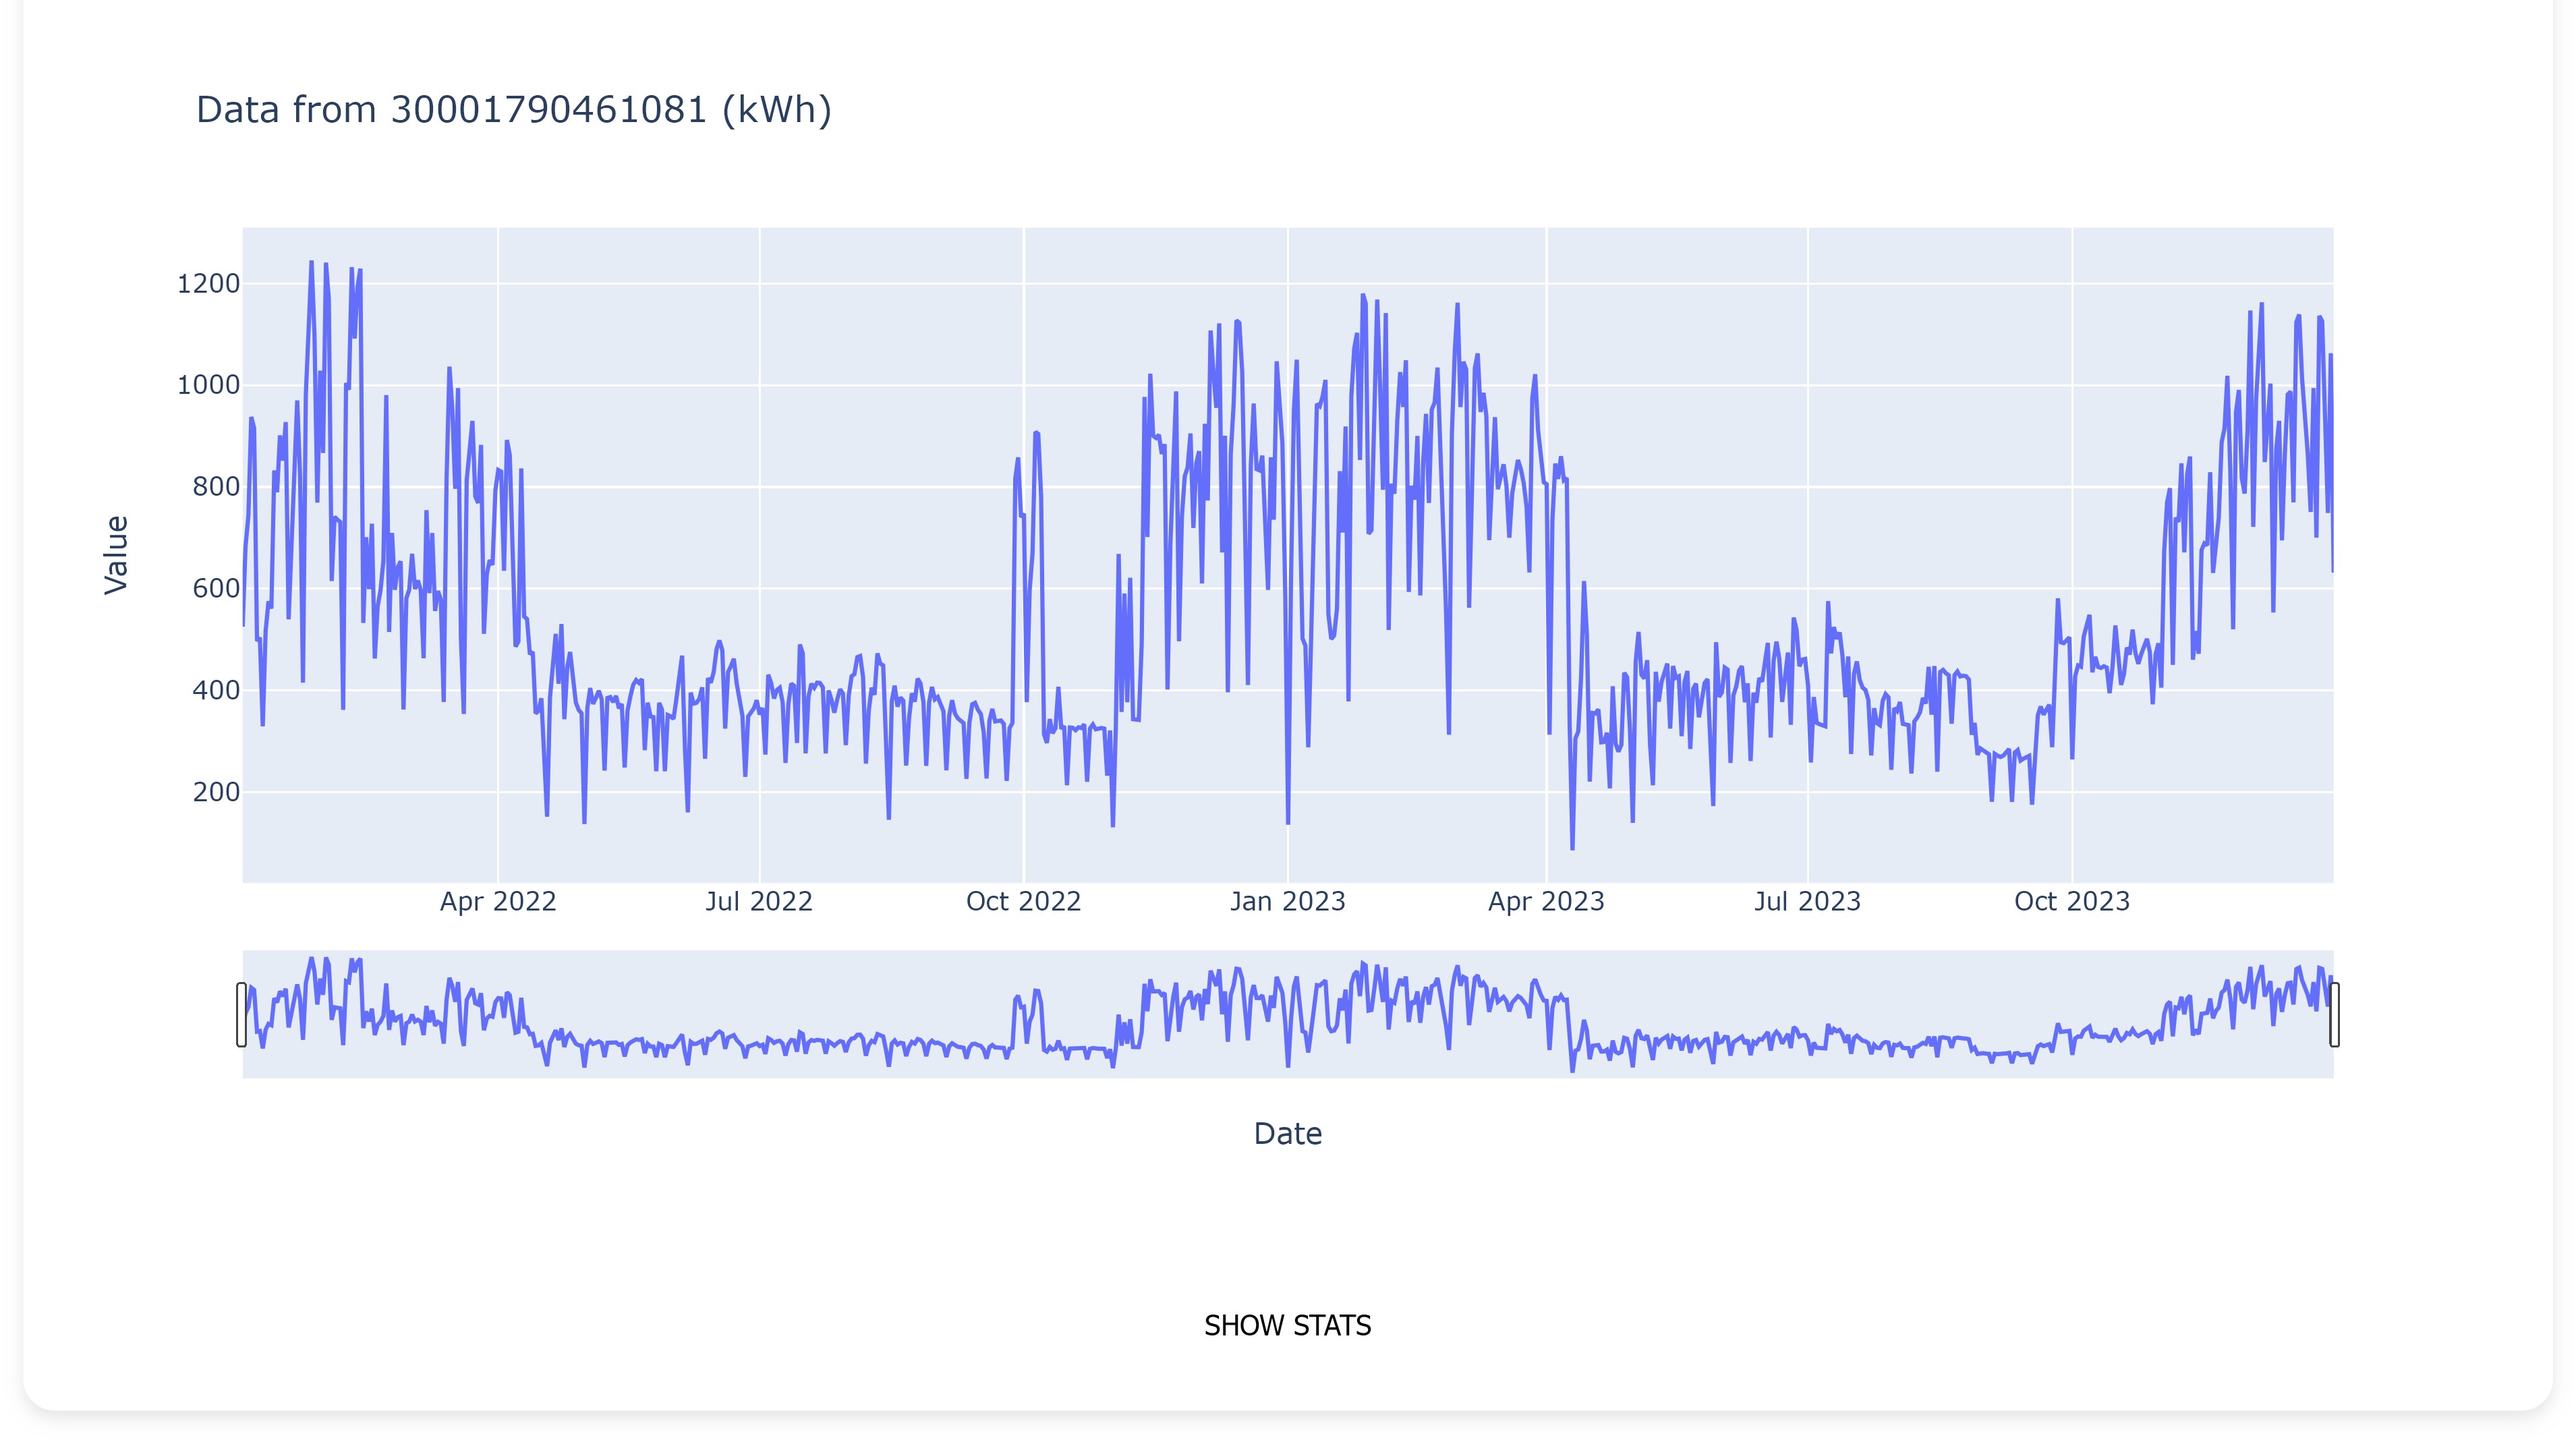 Data from 30001790461081 (kWh)
1200
1000
800
600
400
200
Value
Apr 2022
Jul 2022
Oct 2022
Jan 2023
Apr 2023
Jul 2023
Oct 2023
Date
SHOW STATS